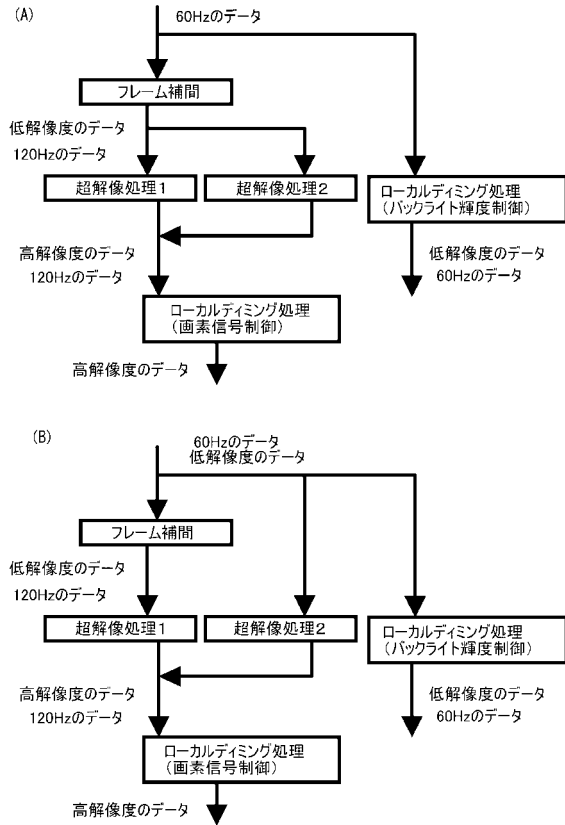 (A)
60Hzのデータ
フレーム補間
低解像度のデータ
120Hzのデータ
超解像処理1
超解像処理2
ローカルディミング処理
(バックライト輝度制御)
高解像度のデータ
120Hzのデータ
低解像度のデータ
60Hzのデータ
ローカルディミング処理
(画素信号制御)
高解像度のデータ
(B)
60Hzのデータ
低解像度のデータ
フレーム補間
低解像度のデータ
120Hzのデータ
超解像処理1
超解像処理2
ローカルディミング処理
(バックライト輝度制御)
高解像度のデータ
120Hzのデータ
低解像度のデータ
60Hzのデータ
ローカルディミング処理
(画素信号制御)
高解像度のデータ